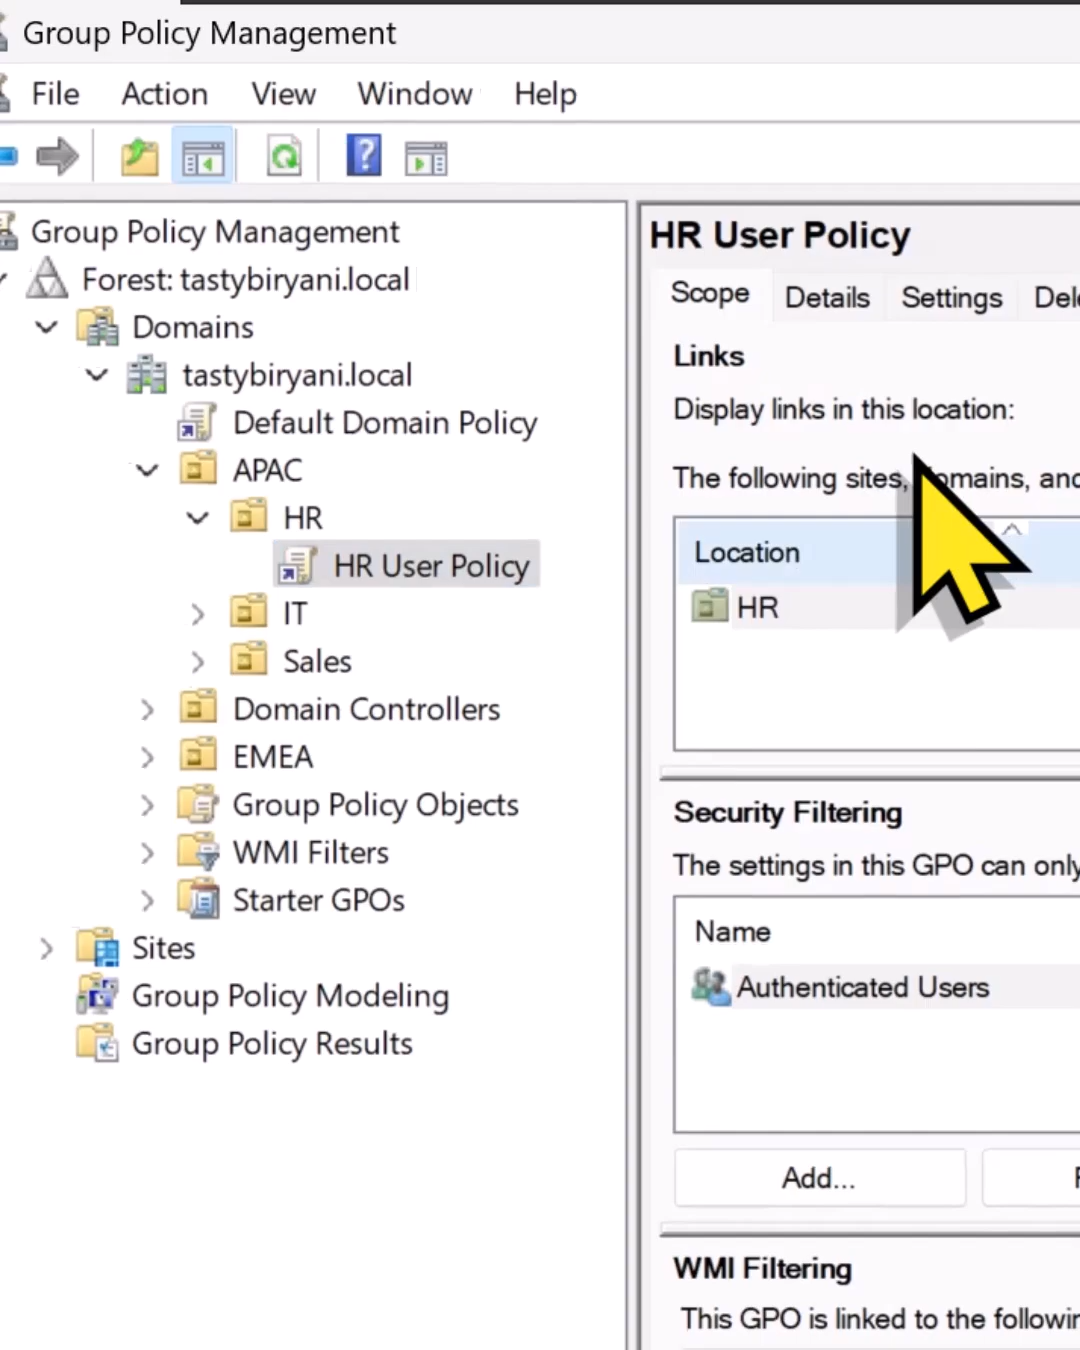 Group Policy Management
File Action View Window Help
Group Policy Management
Forest: tastybiryani.local
Domains
tastybiryani.local
Default Domain Policy
APAC
HR
HR User Policy
IT
Sales
Domain Controllers
EMEA
Group Policy Objects
WMI Filters
Starter GPOs
Sites
Group Policy Modeling
Group Policy Results
HR User Policy
Scope Details Settings
Links
Display links in this location:
The following sites, and
Location
HR
Security Filtering
The settings in this GPO can only
Name
Authenticated Users
Add...
WMI Filtering
This GPO is linked to the